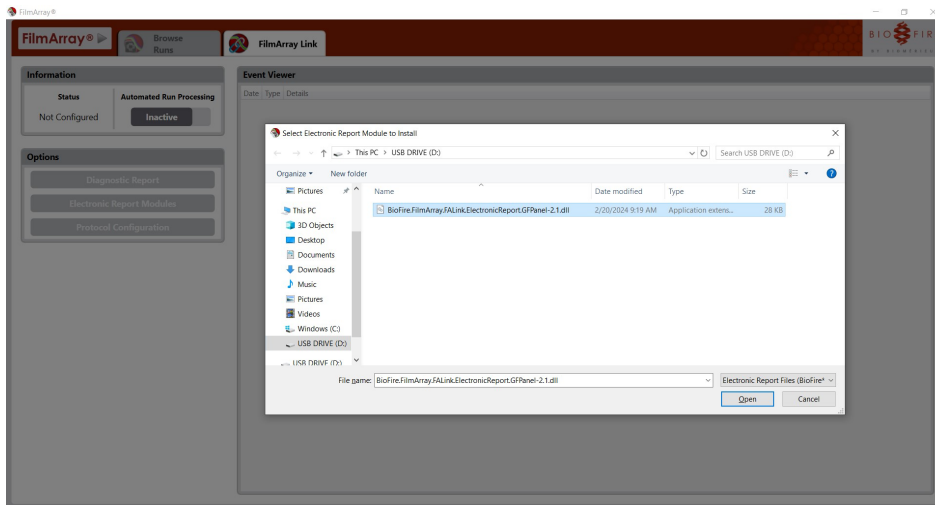 FilmArray®
FilmArray®
Browse
Runs
FilmArray Link
BIO FIR
Information
Status
Automated Run Processing
Not Configured
Inactive
Options
Diagnostic Report
Electronic Report Modules
Protocol Configuration
Event Viewer
Date Type Details
Select Electronic Report Module to Install
This PC > USB DRIVE (D:)
Search USB DRIVE (D:)
Organize
New folder
Name
Date modified
Type
Size
BioFire.FilmArray.FALink.ElectronicReport.GFPanel-2.1.dll
2/20/2024 9:19 AM
Application extens...
28 KB
Pictures
This PC
3D Objects
Desktop
Documents
Downloads
Music
Pictures
Videos
Windows (C:)
USB DRIVE (D:)
USB DRIVE (D:)
File name: BioFire.FilmArray.FALink.ElectronicReport.GFPanel-2.1.dll
Electronic Report Files (BioFire*
Open
Cancel